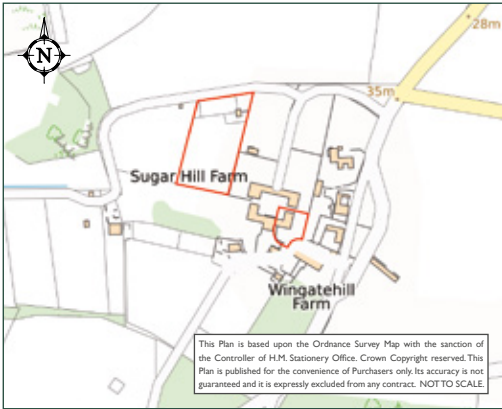 28m
N
35m
Sugar Hill Farm
Wingatehill
Farm
This Plan is based upon the Ordnance Survey Map with the sanction of
the Controller of H.M. Stationery Office. Crown Copyright reserved. This
Plan is published for the convenience of Purchasers only. Its accuracy is not
guaranteed and it is expressly excluded from any contract. NOT TO SCALE.